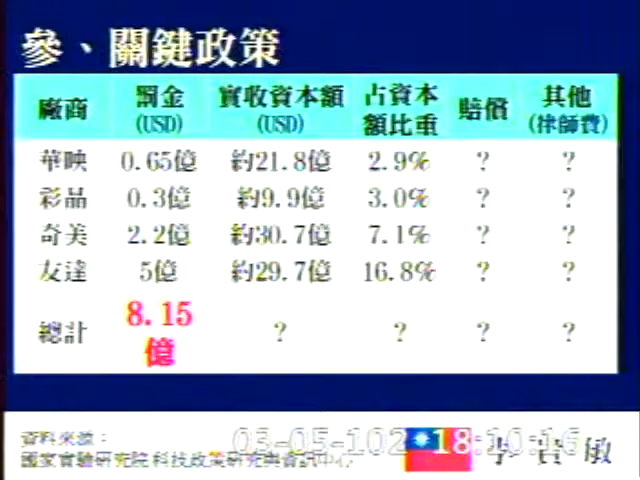 參、關鍵政策
廠商 罰金 (USD) 實收資本額 (USD) 占資本額比重 賠償 其他 (律師費)
華映 0.65億 約21.8億 2.9% ? ?
彩晶 0.3億 約9.9億 3.0% ? ?
奇美 2.2億 約30.7億 7.1% ? ?
友達 5億 約29.7億 16.8% ? ?
總計 8.15億 ? ? ? ?
資料來源：
國家實驗研究院科技政策研究與資訊中心
03-05-102 18:10:16
李貴敏